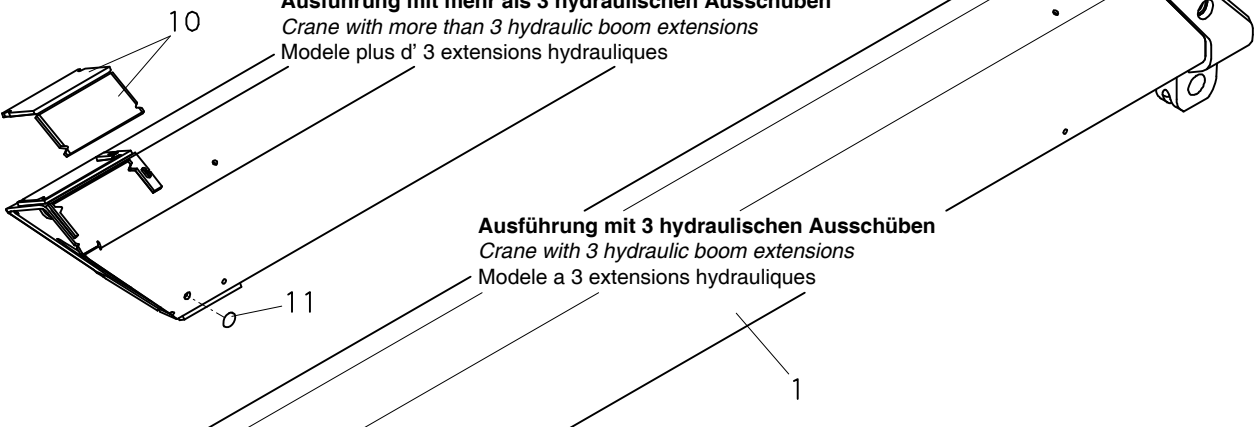 Ausführung mit mehr als 3 hydraulischen Ausschüben
10
Crane with more than 3 hydraulic boom extensions
Modele plus d' 3 extensions hydrauliques
Ausführung mit 3 hydraulischen Ausschüben
Crane with 3 hydraulic boom extensions
Modele a 3 extensions hydrauliques
11
1